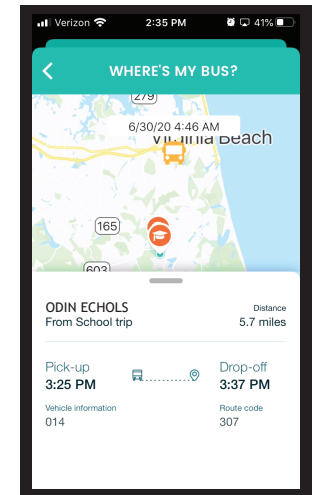 Verizon 2:35 PM 41%
WHERE'S MY BUS?
279
6/30/20 4:46 AM
Virginia Beach
165
603
ODIN ECHOLS Distance
From School trip 5.7 miles
Pick-up Drop-off
3:25 PM 3:37 PM
Vehicle information Route code
014 307